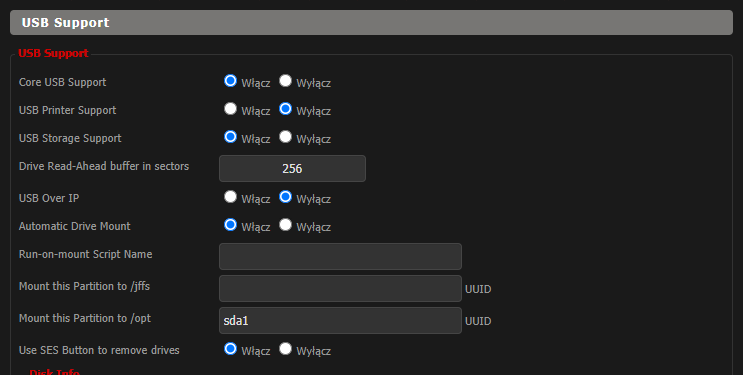 USB Support
USB Support
Core USB Support Włącz Wyłącz
USB Printer Support Włącz Wyłącz
USB Storage Support Włącz Wyłącz
Drive Read-Ahead buffer in sectors 256
USB Over IP Włącz Wyłącz
Automatic Drive Mount Włącz Wyłącz
Run-on-mount Script Name
Mount this Partition to /jffs UUID
Mount this Partition to /opt sda1 UUID
Use SES Button to remove drives Włącz Wyłącz
Disk Info